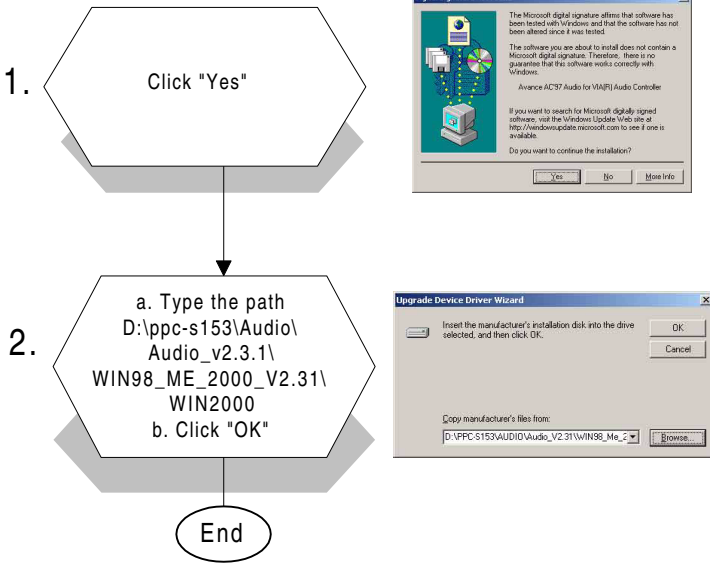 1.
Click "Yes"
The Microsoft digital signature affirms that software has
been tested with Windows and that the software has not
been altered since it was tested.
The software you are about to install does not contain a
Microsoft digital signature. Therefore, there is no
guarantee that this software works correctly with
Windows.
Avance AC'97 Audio for VIA(R) Audio Controller
If you want to search for Microsoft digitally signed
software, visit the Windows Update Web site at
http://windowsupdate.microsoft.com to see if one is
available.
Do you want to continue the installation?
Yes No More Info
2.
a. Type the path
D:\ppc-s153\Audio\
Audio_v2.3.1\
WIN98_ME_2000_V2.31\
WIN2000
b. Click "OK"
Upgrade Device Driver Wizard
Insert the manufacturer's installation disk into the drive
selected, and then click OK.
OK
Cancel
Copy manufacturer's files from:
D:\PPC-S153\AUDIO\Audio_V2.31\WIN98_Me_2
Browse...
End